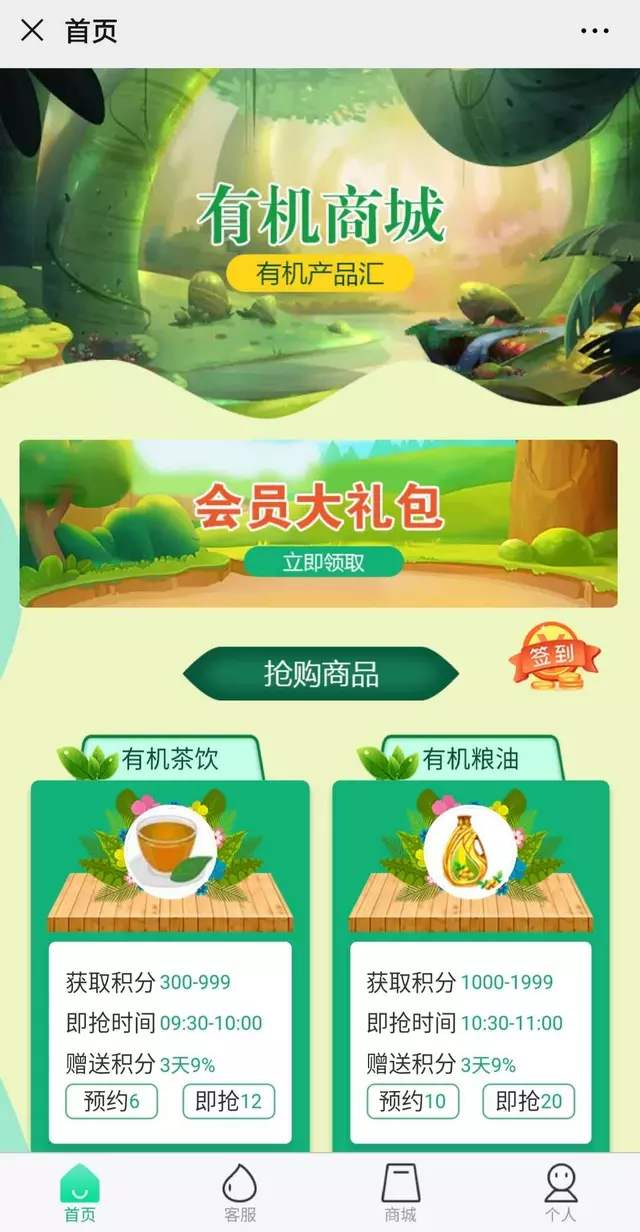 首页
有机商城
有机产品汇
会员大礼包
立即领取
抢购商品
签到
有机茶饮
有机粮油
获取积分 300-999
即抢时间 09:30-10:00
赠送积分 3天9%
预约6 即抢12
获取积分 1000-1999
即抢时间 10:30-11:00
赠送积分 3天9%
预约10 即抢20
首页 客服 商城 个人